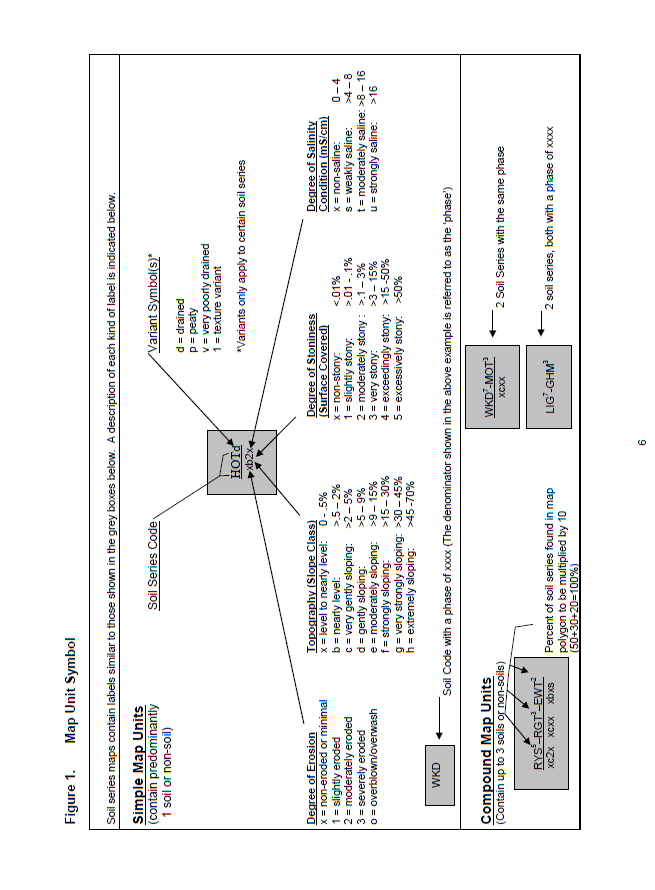 Figure 1. Map Unit Symbol
Soil series maps contain labels similar to those shown in the grey boxes below. A description of each kind of label is indicated below.
Simple Map Units
(contain predominantly
1 soil or non-soil)
Soil Series Code
HOTd
xb2x
Variant Symbol(s)*
d = drained
p = peaty
v = very poorly drained
1 = texture variant
*Variants only apply to certain soil series
Degree of Erosion
x = non-eroded or minimal
1 = slightly eroded
2 = moderately eroded
3 = severely eroded
o = overblown/overwash
Topography (Slope Class)
x = level to nearly level: 0 -.5%
b = nearly level: >.5 – 2%
c = very gently sloping: >2 – 5%
d = gently sloping: >5 – 9%
e = moderately sloping: >9 – 15%
f = strongly sloping: >15 – 30%
g = very strongly sloping: >30 – 45%
h = extremely sloping: >45 -70%
Degree of Stoniness
(Surface Covered)
x = non-stony: <.01%
1 = slightly stony: >.01 - .1%
2 = moderately stony : >.1 – 3%
3 = very stony: >3 – 15%
4 = exceedingly stony: >15 -50%
5 = excessively stony: >50%
Degree of Salinity
Condition (mS/cm)
x = non-saline: 0 – 4
s = weakly saline: >4 – 8
t = moderately saline: >8 – 16
u = strongly saline: >16
WKD
Soil Code with a phase of xxxx (The denominator shown in the above example is referred to as the 'phase')
Compound Map Units
(Contain up to 3 soils or non-soils)
RYS⁵–RGT³–EWT²
xc2x xcxx xbxs
Percent of soil series found in map
polygon to be multiplied by 10
(50+30+20=100%)
WKD⁷-MOT³
xcxx
2 Soil Series with the same phase
LIG⁷-GHM³
2 soil series, both with a phase of xxxx
6